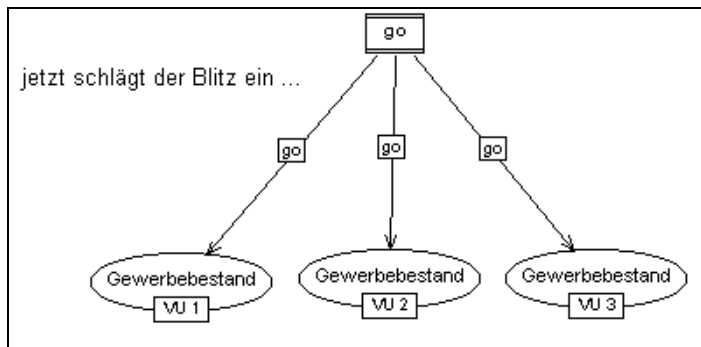 go
jetzt schlägt der Blitz ein ...
go go go
Gewerbebestand Gewerbebestand Gewerbebestand
VU 1 VU 2 VU 3